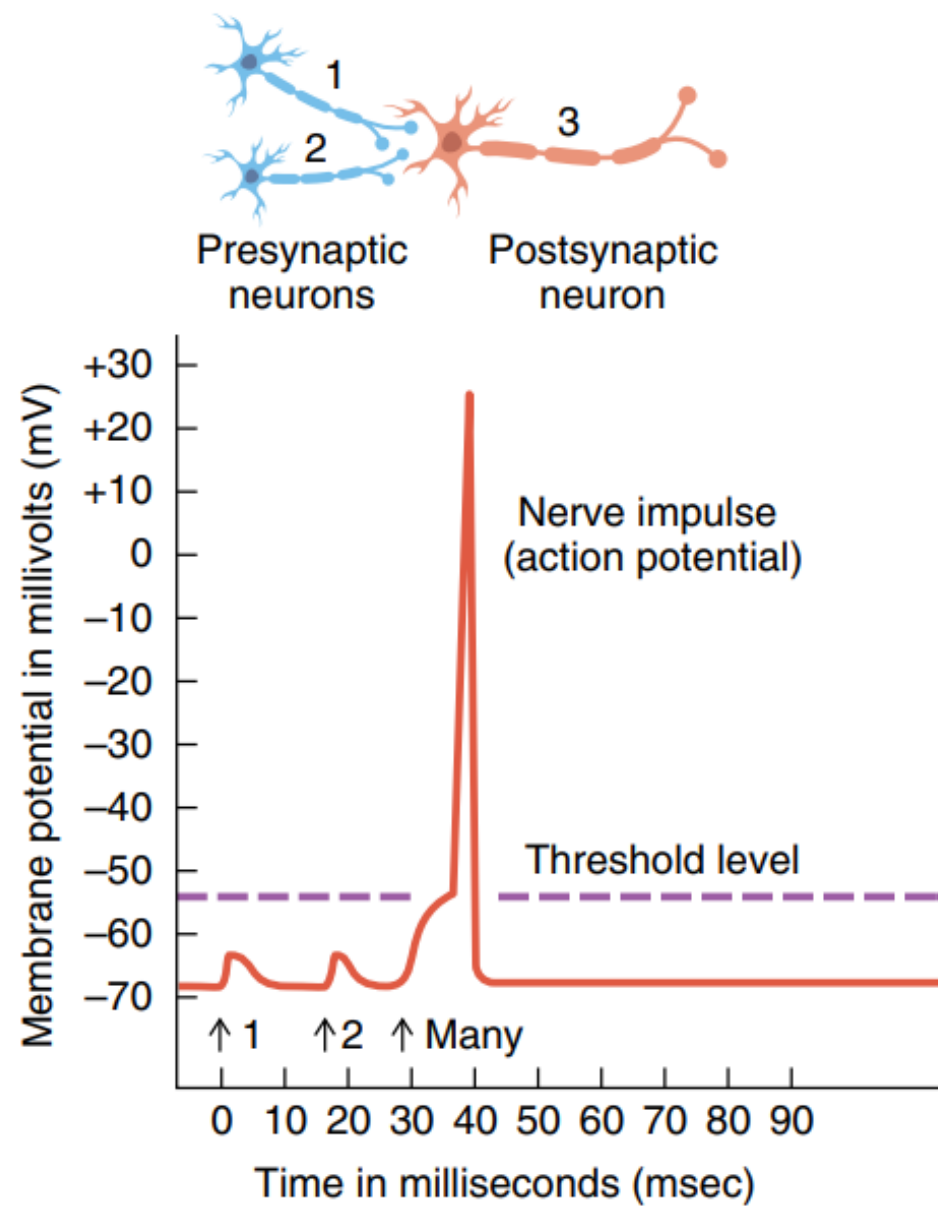 1
2
3
Presynaptic
neurons
Postsynaptic
neuron
Membrane potential in millivolts (mV)
+30
+20
+10
0
–10
–20
–30
–40
–50
–60
–70
Nerve impulse
(action potential)
Threshold level
↑ 1 ↑ 2 ↑ Many
0 10 20 30 40 50 60 70 80 90
Time in milliseconds (msec)